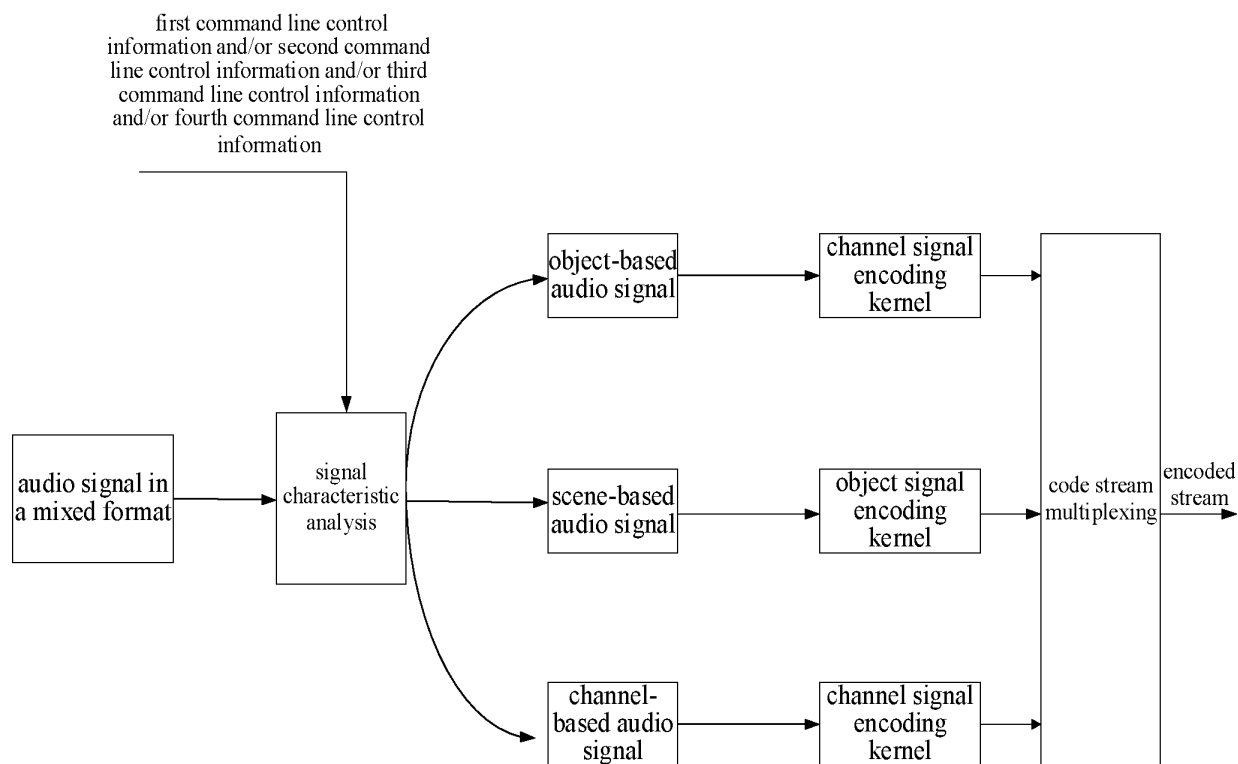 first command line control
information and/or second command
line control information and/or third
command line control information
and/or fourth command line control
information
object-based
audio signal
channel signal
encoding
kernel
audio signal in
a mixed format
signal
characteristic
analysis
scene-based
audio signal
object signal
encoding
kernel
code stream
multiplexing
encoded
stream
channel-
based audio
signal
channel signal
encoding
kernel